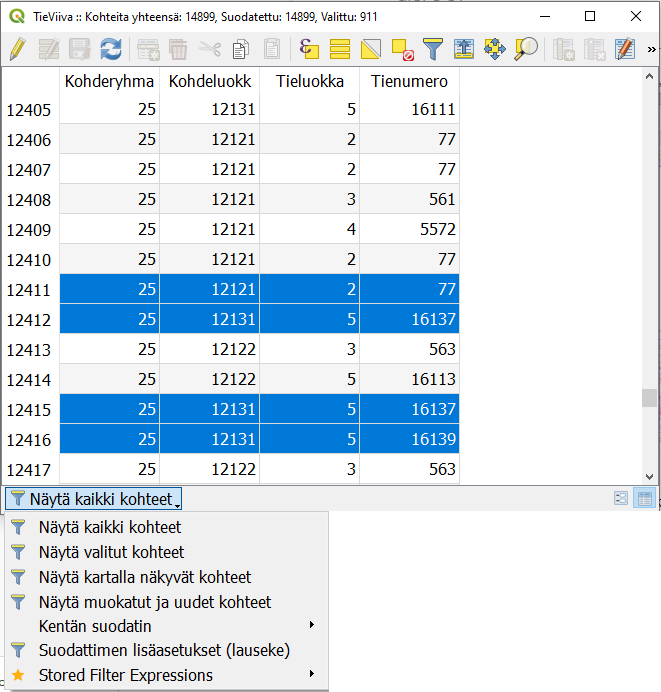 TieViiva :: Kohteita yhteensä: 14899, Suodatettu: 14899, Valittu: 911
Kohderyhma Kohdeluokk Tieluokka Tienumero
12405 25 12131 5 16111
12406 25 12121 2 77
12407 25 12121 2 77
12408 25 12121 3 561
12409 25 12121 4 5572
12410 25 12121 2 77
12411 25 12121 2 77
12412 25 12131 5 16137
12413 25 12122 3 563
12414 25 12122 5 16113
12415 25 12131 5 16137
12416 25 12131 5 16139
12417 25 12122 3 563
Näytä kaikki kohteet
Näytä kaikki kohteet
Näytä valitut kohteet
Näytä kartalla näkyvät kohteet
Näytä muokatut ja uudet kohteet
Kentän suodatin
Suodattimen lisäasetukset (lauseke)
Stored Filter Expressions